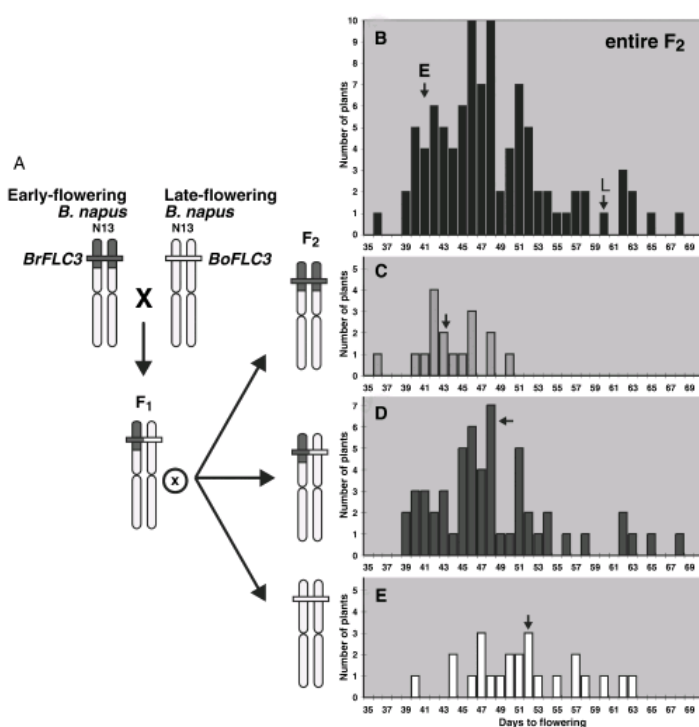 A
Early-flowering
B. napus
N13
Late-flowering
B. napus
N13
BrFLC3
BoFLC3
X
F1
x
F2
B
entire F2
E
L
Number of plants
10
9
8
7
6
5
4
3
2
1
0
35 37 39 41 43 45 47 49 51 53 55 57 59 61 63 65 67 69
C
Number of plants
5
4
3
2
1
0
35 37 39 41 43 45 47 49 51 53 55 57 59 61 63 65 67 69
D
Number of plants
7
6
5
4
3
2
1
0
35 37 39 41 43 45 47 49 51 53 55 57 59 61 63 65 67 69
E
Number of plants
5
4
3
2
1
0
35 37 39 41 43 45 47 49 51 53 55 57 59 61 63 65 67 69
Days to flowering